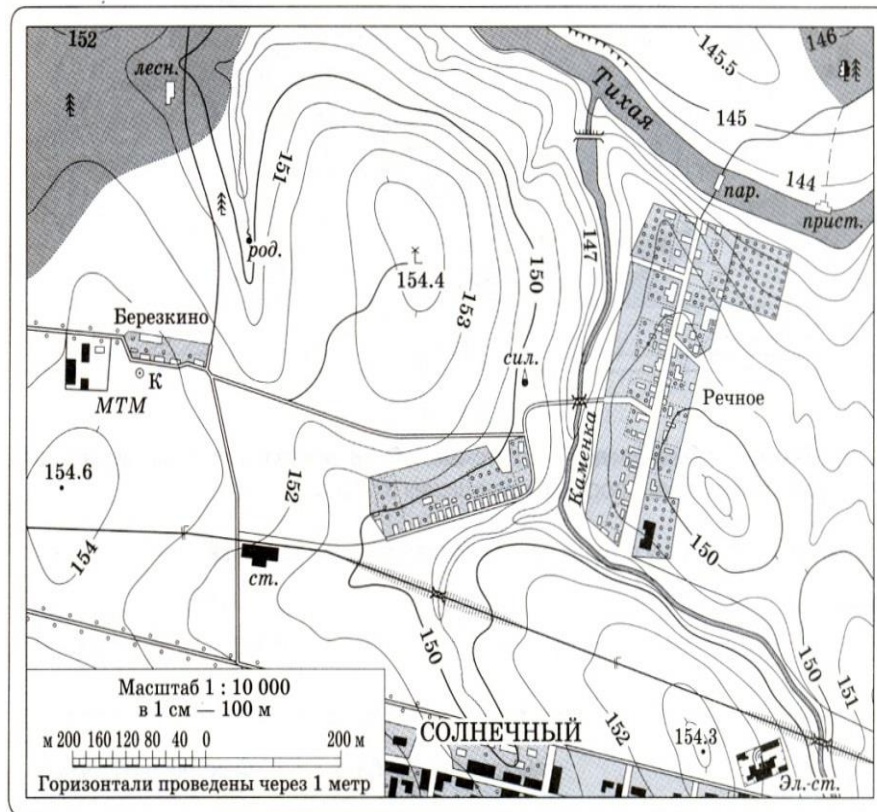 152
лесн.
Тихая
145.5
146
145
144
пар.
прист.
151
род.
154.4
150
147
153
Березкино
К
МТМ
сил.
Речное
Каменка
154.6
154
152
150
ст.
150
150
151
152
154.3
СОЛНЕЧНЫЙ
Эл.-ст.
Масштаб 1 : 10 000
в 1 см — 100 м
м 200 160 120 80 40 0 200 м
Горизонтали проведены через 1 метр